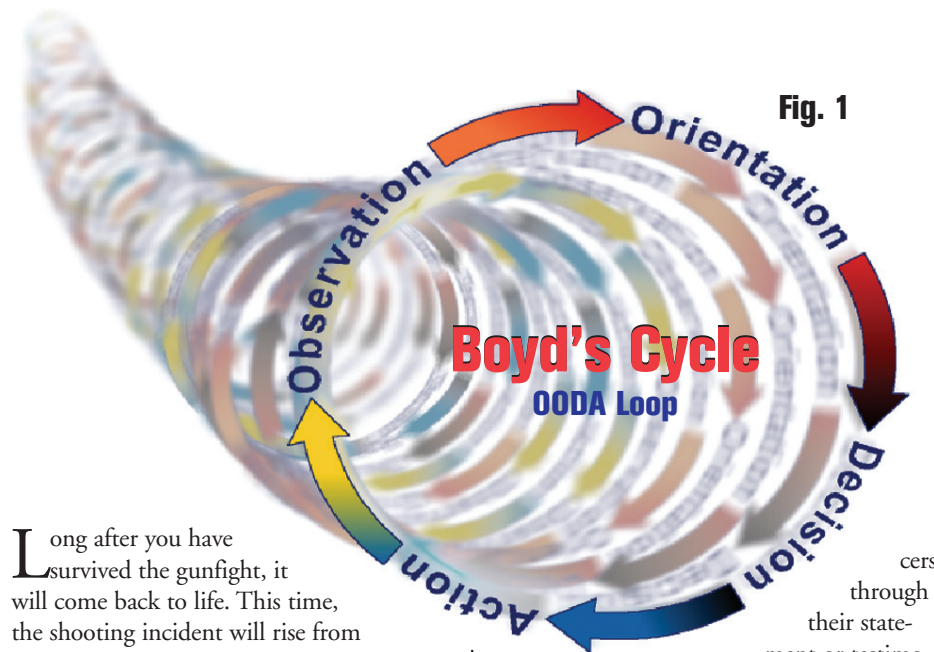 Fig. 1
Observation
Orientation
Decision
Action
Boyd's Cycle
OODA Loop
Long after you have
survived the gunfight, it
will come back to life. This time,
the shooting incident will rise from
cers
through
their state-